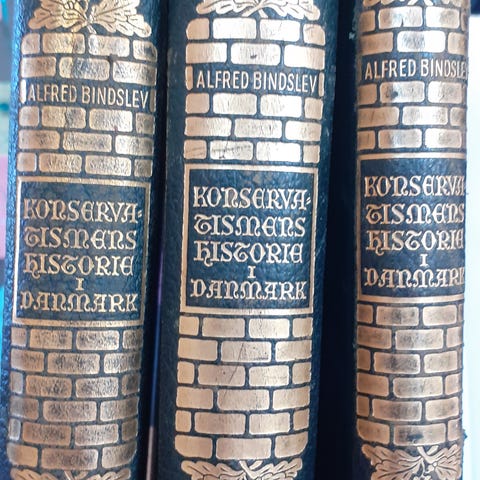 ALFRED BINDSLEV
KONSERVA-
TISMENS
HISTORIE
I
DANMARK
ALFRED BINDSLEV
KONSERVA-
TISMENS
HISTORIE
I
DANMARK
ALFRED BINDSLEV
KONSERVA-
TISMENS
HISTORIE
I
DANMARK